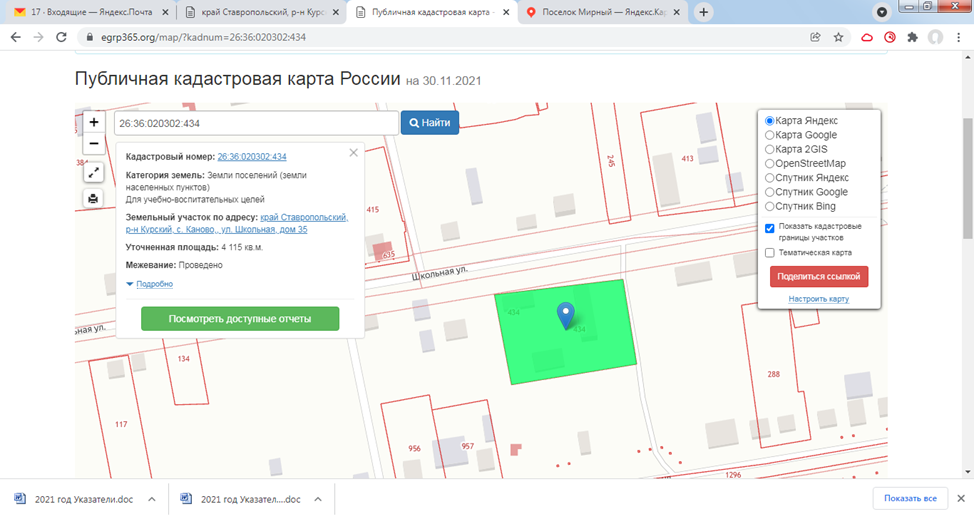 17 - Входящие — Яндекс.Почта
край Ставропольский, р-н Курс
Публичная кадастровая карта -
Поселок Мирный — Яндекс.Кар
egrp365.org/map/?kadnum=26:36:020302:434
Публичная кадастровая карта России на 30.11.2021
26:36:020302:434
Найти
Кадастровый номер: 26:36:020302:434
Категория земель: Земли поселений (земли
населенных пунктов)
Для учебно-воспитательных целей
Земельный участок по адресу: край Ставропольский,
р-н Курский, с. Каново,, ул. Школьная, дом 35
Уточненная площадь: 4 115 кв.м.
Межевание: Проведено
Подробно
Посмотреть доступные отчеты
Карта Яндекс
Карта Google
Карта 2GIS
OpenStreetMap
Спутник Яндекс
Спутник Google
Спутник Bing
Показать кадастровые
границы участков
Тематическая карта
Поделиться ссылкой
Настроить карту
384
415
245
413
635
Школьная ул.
434
434
ьная ул.
134
117
288
956
957
1296
2021 год Указатели.doc
2021 год Указател....doc
Показать все